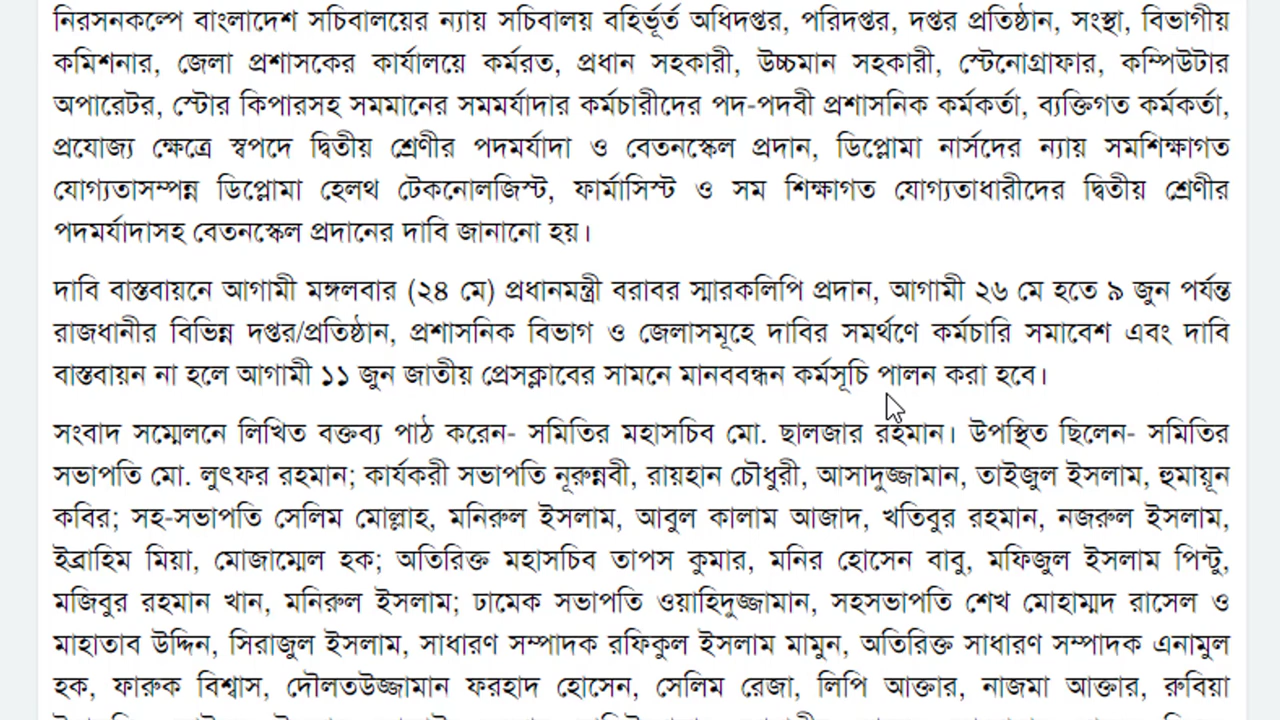 নিরসনকল্পে বাংলাদেশ সচিবালয়ের ন্যায় সচিবালয় বহির্ভূর্ত অধিদপ্তর, পরিদপ্তর, দপ্তর প্রতিষ্ঠান, সংস্থা, বিভাগীয়
কমিশনার, জেলা প্রশাসকের কার্যালয়ে কর্মরত, প্রধান সহকারী, উচ্চমান সহকারী, স্টেনোগ্রাফার, কম্পিউটার
অপারেটর, স্টোর কিপারসহ সমমানের সমমর্যাদার কর্মচারীদের পদ-পদবী প্রশাসনিক কর্মকর্তা, ব্যক্তিগত কর্মকর্তা,
প্রযোজ্য ক্ষেত্রে স্বপদে দ্বিতীয় শ্রেণীর পদমর্যাদা ও বেতনস্কেল প্রদান, ডিপ্লোমা নার্সদের ন্যায় সমশিক্ষাগত
যোগ্যতাসম্পন্ন ডিপ্লোমা হেলথ টেকনোলজিস্ট, ফার্মাসিস্ট ও সম শিক্ষাগত যোগ্যতাধারীদের দ্বিতীয় শ্রেণীর
পদমর্যাদাসহ বেতনস্কেল প্রদানের দাবি জানানো হয়।
দাবি বাস্তবায়নে আগামী মঙ্গলবার (২৪ মে) প্রধানমন্ত্রী বরাবর স্মারকলিপি প্রদান, আগামী ২৬ মে হতে ৯ জুন পর্যন্ত
রাজধানীর বিভিন্ন দপ্তর/প্রতিষ্ঠান, প্রশাসনিক বিভাগ ও জেলাসমূহে দাবির সমর্থণে কর্মচারি সমাবেশ এবং দাবি
বাস্তবায়ন না হলে আগামী ১১ জুন জাতীয় প্রেসক্লাবের সামনে মানববন্ধন কর্মসূচি পালন করা হবে।
সংবাদ সম্মেলনে লিখিত বক্তব্য পাঠ করেন- সমিতির মহাসচিব মো. ছালজার রহমান। উপস্থিত ছিলেন- সমিতির
সভাপতি মো. লুৎফর রহমান; কার্যকরী সভাপতি নূরুন্নবী, রায়হান চৌধুরী, আসাদুজ্জামান, তাইজুল ইসলাম, হুমায়ূন
কবির; সহ-সভাপতি সেলিম মোল্লাহ, মনিরুল ইসলাম, আবুল কালাম আজাদ, খতিবুর রহমান, নজরুল ইসলাম,
ইব্রাহিম মিয়া, মোজাম্মেল হক; অতিরিক্ত মহাসচিব তাপস কুমার, মনির হোসেন বাবু, মফিজুল ইসলাম পিন্টু,
মজিবুর রহমান খান, মনিরুল ইসলাম; ঢামেক সভাপতি ওয়াহিদুজ্জামান, সহসভাপতি শেখ মোহাম্মদ রাসেল ও
মাহাতাব উদ্দিন, সিরাজুল ইসলাম, সাধারণ সম্পাদক রফিকুল ইসলাম মামুন, অতিরিক্ত সাধারণ সম্পাদক এনামুল
হক, ফারুক বিশ্বাস, দৌলতউজ্জামান ফরহাদ হোসেন, সেলিম রেজা, লিপি আক্তার, নাজমা আক্তার, রুবিয়া